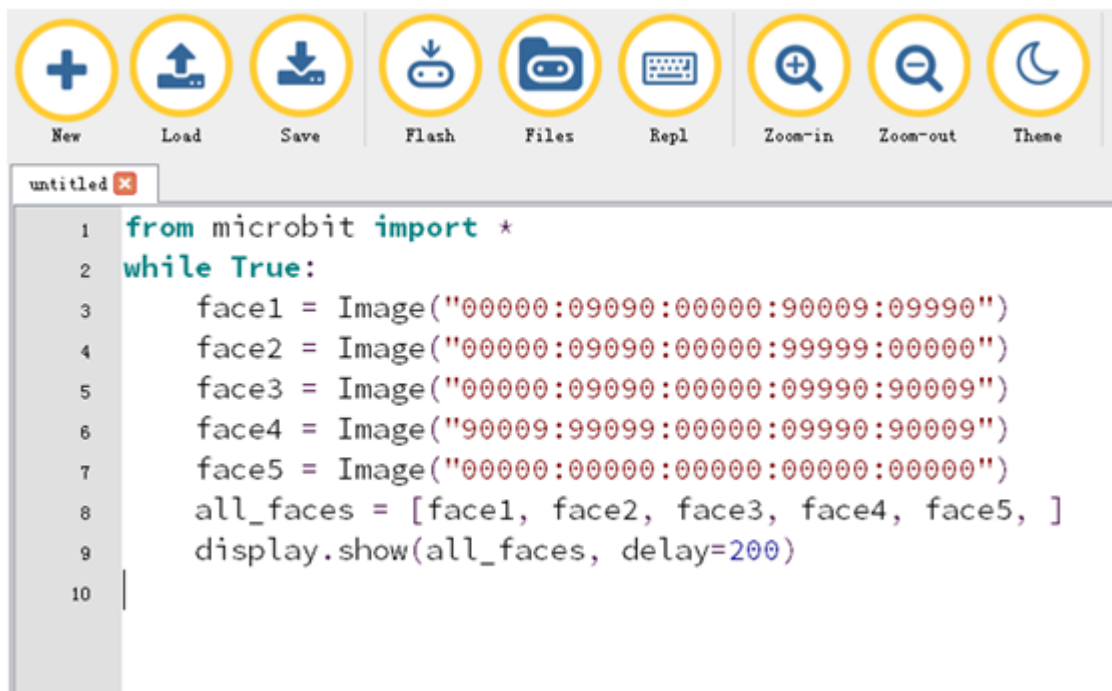 New Load Save Flash Files Repl Zoom-in Zoom-out Theme
untitled
1 from microbit import *
2 while True:
3     face1 = Image("00000:09090:00000:90009:09990")
4     face2 = Image("00000:09090:00000:99999:00000")
5     face3 = Image("00000:09090:00000:09990:90009")
6     face4 = Image("90009:99099:00000:09990:90009")
7     face5 = Image("00000:00000:00000:00000:00000")
8     all_faces = [face1, face2, face3, face4, face5, ]
9     display.show(all_faces, delay=200)
10